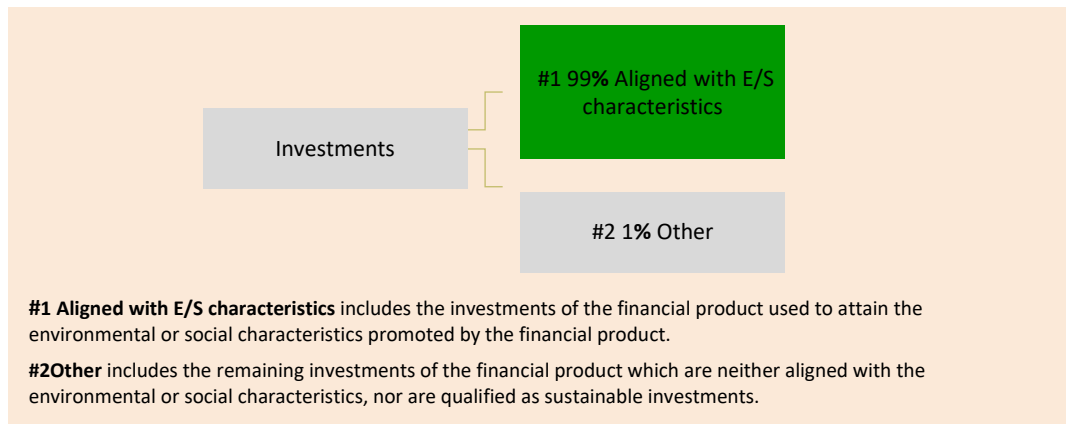 #1 99% Aligned with E/S
characteristics
Investments
#2 1% Other
#1 Aligned with E/S characteristics includes the investments of the financial product used to attain the
environmental or social characteristics promoted by the financial product.
#2Other includes the remaining investments of the financial product which are neither aligned with the
environmental or social characteristics, nor are qualified as sustainable investments.